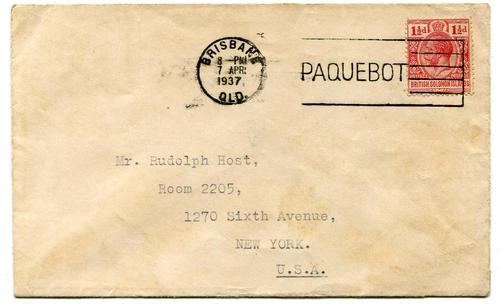 BRISBANE
8 - PM
7 APR
1937
QLD.
PAQUEBOT
1½d 1½d
BRITISH SOLOMON ISLANDS
Mr. Rudolph Host,
Room 2205,
1270 Sixth Avenue,
NEW YORK.
U.S.A.